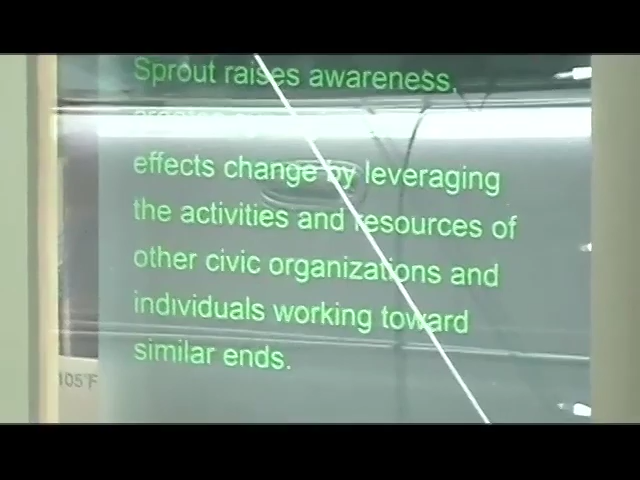 Sprout raises awareness,
effects change by leveraging
the activities and resources of
other civic organizations and
individuals working toward
similar ends.
105°F